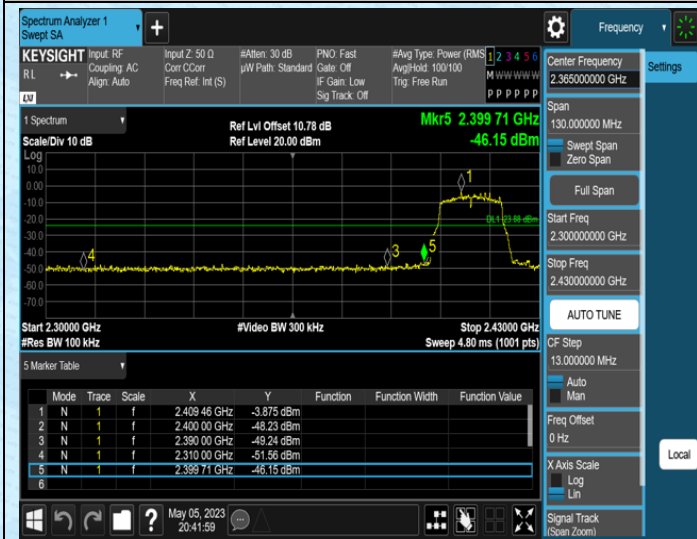 Spectrum Analyzer 1
Swept SA
Frequency
KEYSIGHT
RL
LXI
Input: RF
Coupling: AC
Align: Auto
Input Z: 50 Ω
Corr CCorr
Freq Ref: Int (S)
#Atten: 30 dB
µW Path: Standard
PNO: Fast
Gate: Off
IF Gain: Low
Sig Track: Off
#Avg Type: Power (RMS
Avg|Hold: 100/100
Trig: Free Run
1 2 3 4 5 6
M W W W W W
P P P P P P
1 Spectrum
Scale/Div 10 dB
Ref Lvl Offset 10.78 dB
Ref Level 20.00 dBm
Mkr5 2.399 71 GHz
-46.15 dBm
Log
10.0
0.00
-10.0
-20.0
-30.0
-40.0
-50.0
-60.0
-70.0
1
DL1 -23.88 dBm
4
3
5
Start 2.30000 GHz
#Video BW 300 kHz
Stop 2.43000 GHz
#Res BW 100 kHz
Sweep 4.80 ms (1001 pts)
5 Marker Table
Mode Trace Scale X Y Function Function Width Function Value
1 N 1 f 2.409 46 GHz -3.875 dBm
2 N 1 f 2.400 00 GHz -48.23 dBm
3 N 1 f 2.390 00 GHz -49.24 dBm
4 N 1 f 2.310 00 GHz -51.56 dBm
5 N 1 f 2.399 71 GHz -46.15 dBm
6
?
May 05, 2023
20:41:59
Center Frequency
2.365000000 GHz
Settings
Span
130.000000 MHz
Swept Span
Zero Span
Full Span
Start Freq
2.300000000 GHz
Stop Freq
2.430000000 GHz
AUTO TUNE
CF Step
13.000000 MHz
Auto
Man
Freq Offset
0 Hz
Local
X Axis Scale
Log
Lin
Signal Track
(Span Zoom)